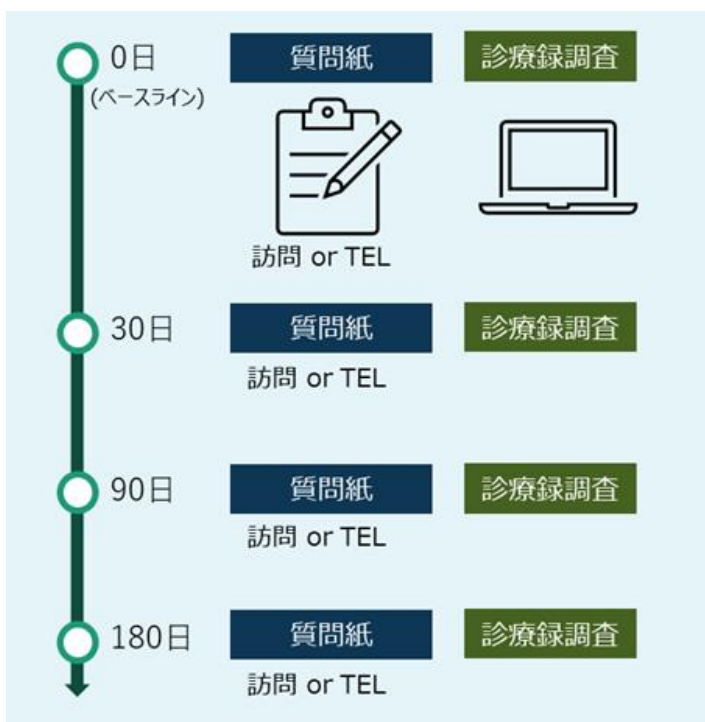 0日 質問紙 診療録調査
(ベースライン)
訪問 or TEL
30日 質問紙 診療録調査
訪問 or TEL
90日 質問紙 診療録調査
訪問 or TEL
180日 質問紙 診療録調査
訪問 or TEL